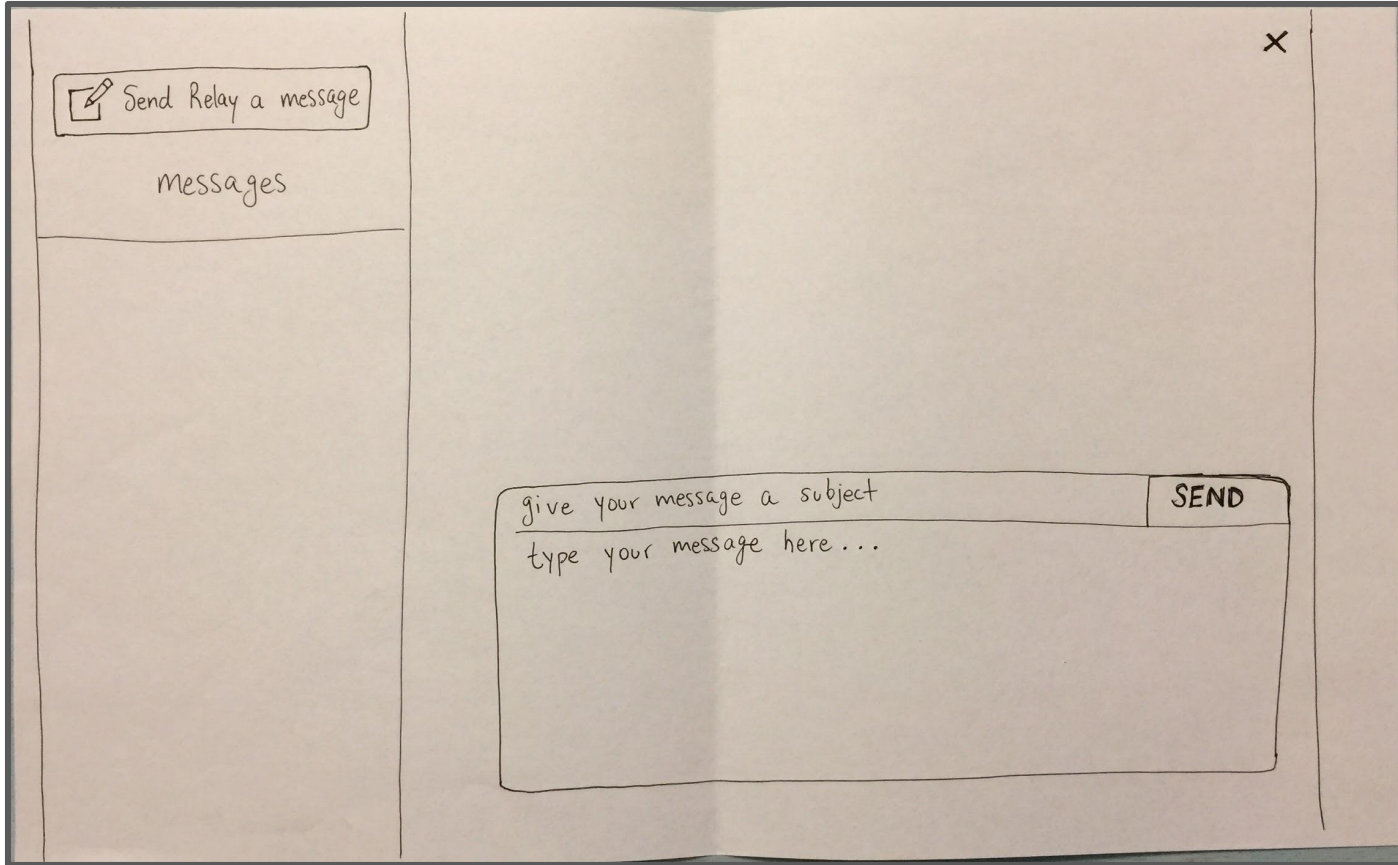 Send Relay a message
messages
×
give your message a subject
SEND
type your message here...